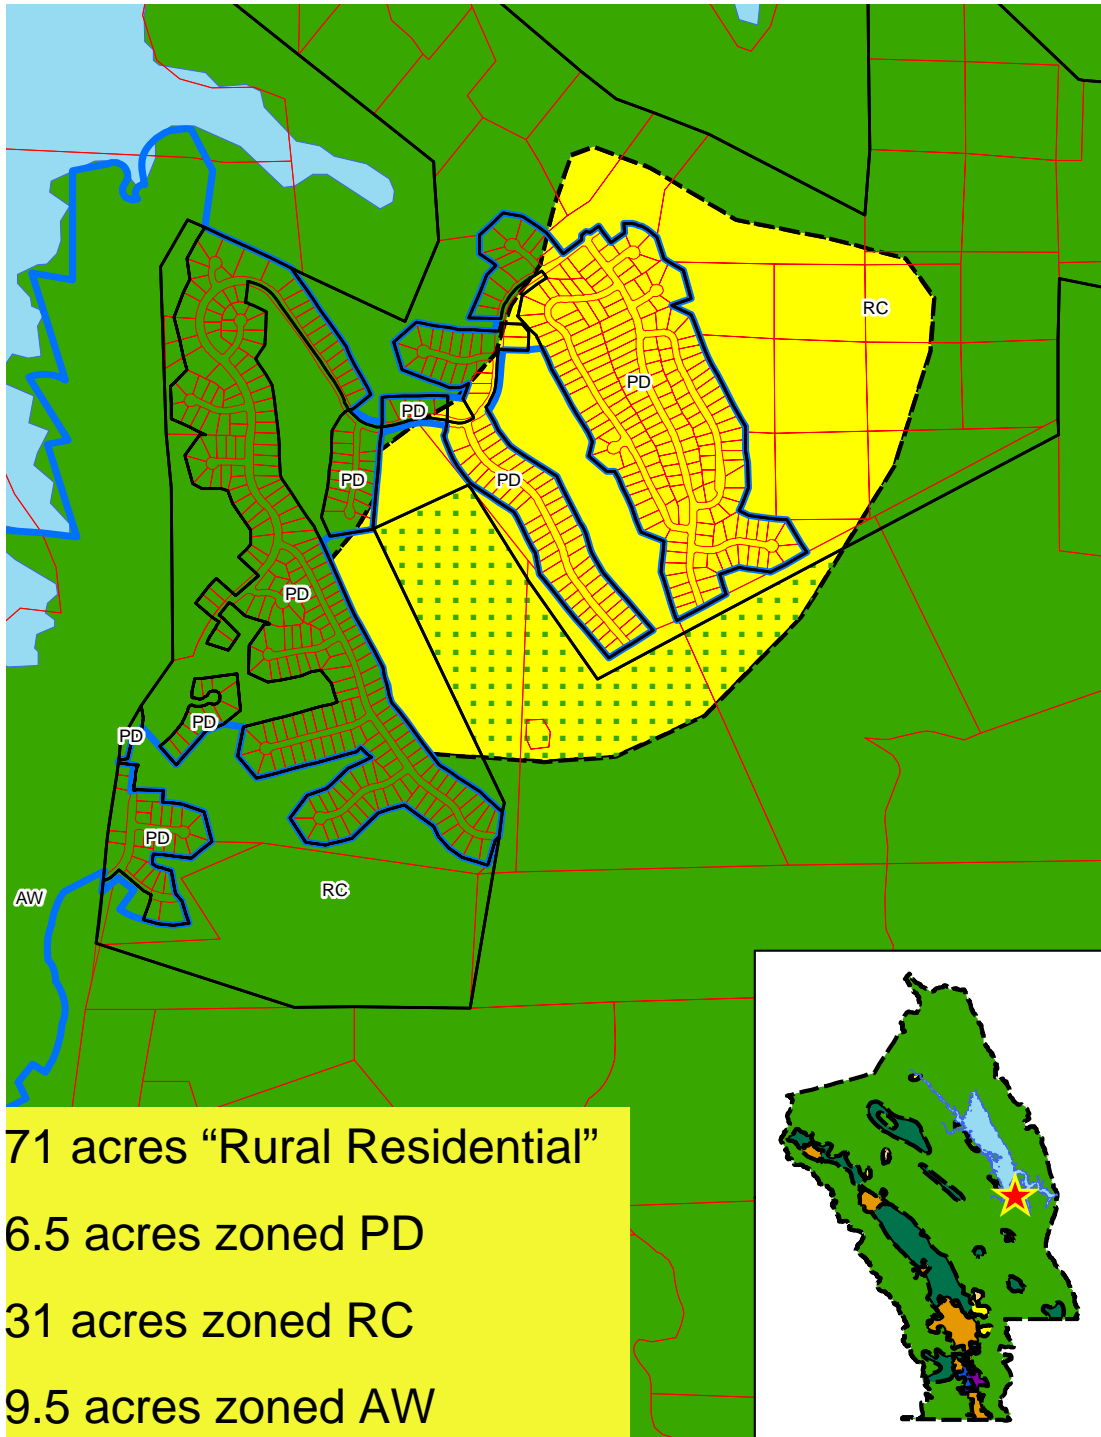 RC
PD
PD
PD
PD
PD
PD
PD
PD
RC
AW
71 acres “Rural Residential”
6.5 acres zoned PD
31 acres zoned RC
9.5 acres zoned AW